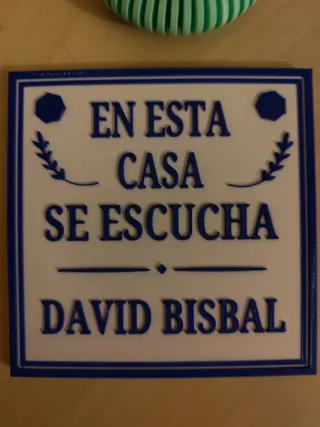 EN ESTA
CASA
SE ESCUCHA
DAVID BISBAL